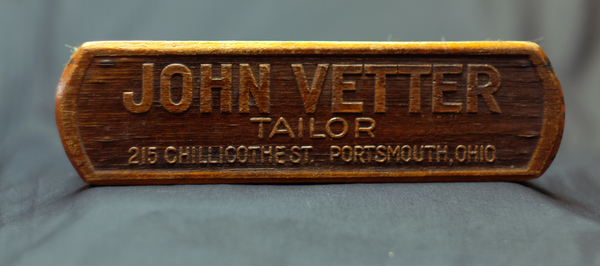 JOHN VETTER
TAILOR
215 CHILLICOTHE ST. PORTSMOUTH, OHIO